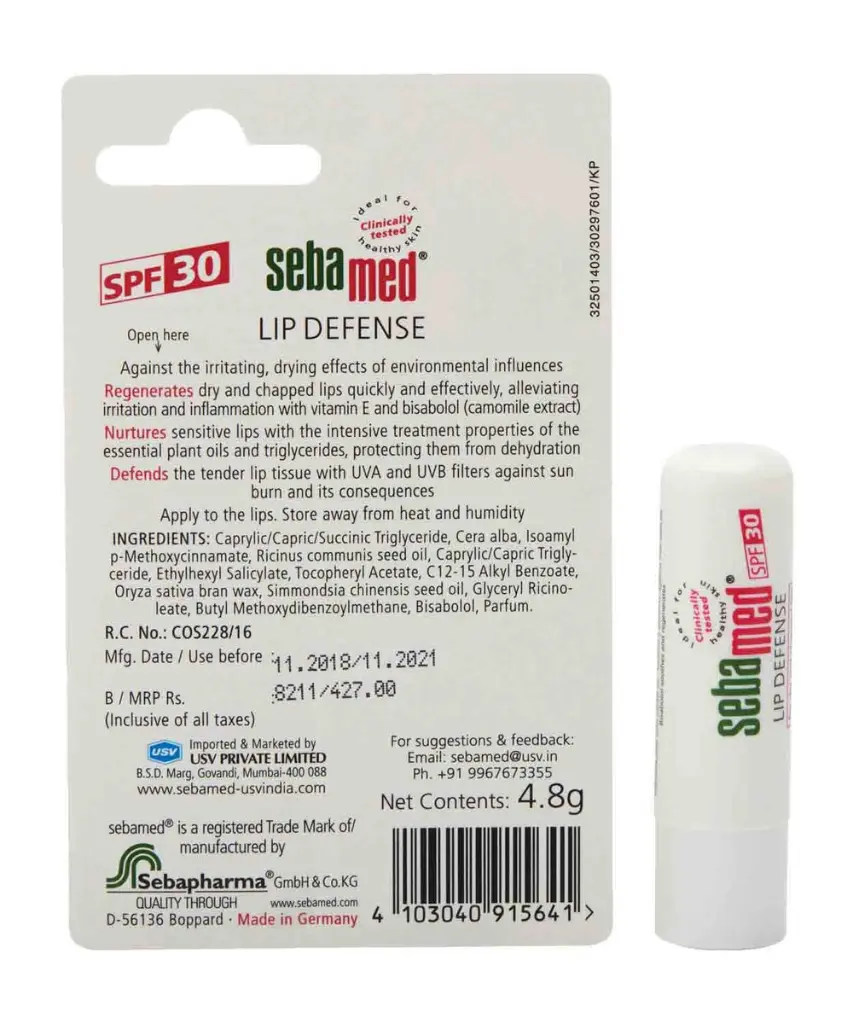 ideal for healthy skin
Clinically
tested
SPF 30
sebamed®
LIP DEFENSE
Open here
Against the irritating, drying effects of environmental influences
Regenerates dry and chapped lips quickly and effectively, alleviating
irritation and inflammation with vitamin E and bisabolol (camomile extract)
Nurtures sensitive lips with the intensive treatment properties of the
essential plant oils and triglycerides, protecting them from dehydration
Defends the tender lip tissue with UVA and UVB filters against sun
burn and its consequences
Apply to the lips. Store away from heat and humidity
INGREDIENTS: Caprylic/Capric/Succinic Triglyceride, Cera alba, Isoamyl
p-Methoxycinnamate, Ricinus communis seed oil, Caprylic/Capric Trigly-
ceride, Ethylhexyl Salicylate, Tocopheryl Acetate, C12-15 Alkyl Benzoate,
Oryza sativa bran wax, Simmondsia chinensis seed oil, Glyceryl Ricino-
leate, Butyl Methoxydibenzoylmethane, Bisabolol, Parfum.
R.C. No.: COS228/16
Mfg. Date / Use before :11.2018/11.2021
B / MRP Rs. :8211/427.00
(Inclusive of all taxes)
USV
Imported & Marketed by
USV PRIVATE LIMITED
B.S.D. Marg, Govandi, Mumbai-400 088
www.sebamed-usvindia.com
For suggestions & feedback:
Email: sebamed@usv.in
Ph. +91 9967673355
Net Contents: 4.8g
sebamed® is a registered Trade Mark of/
manufactured by
Sebapharma® GmbH & Co.KG
QUALITY THROUGH www.sebamed.com
D-56136 Boppard · Made in Germany
4 103040 915641 >
32501403/30297601/KP
ideal for healthy skin
Clinically
tested
sebamed® SPF 30
LIP DEFENSE